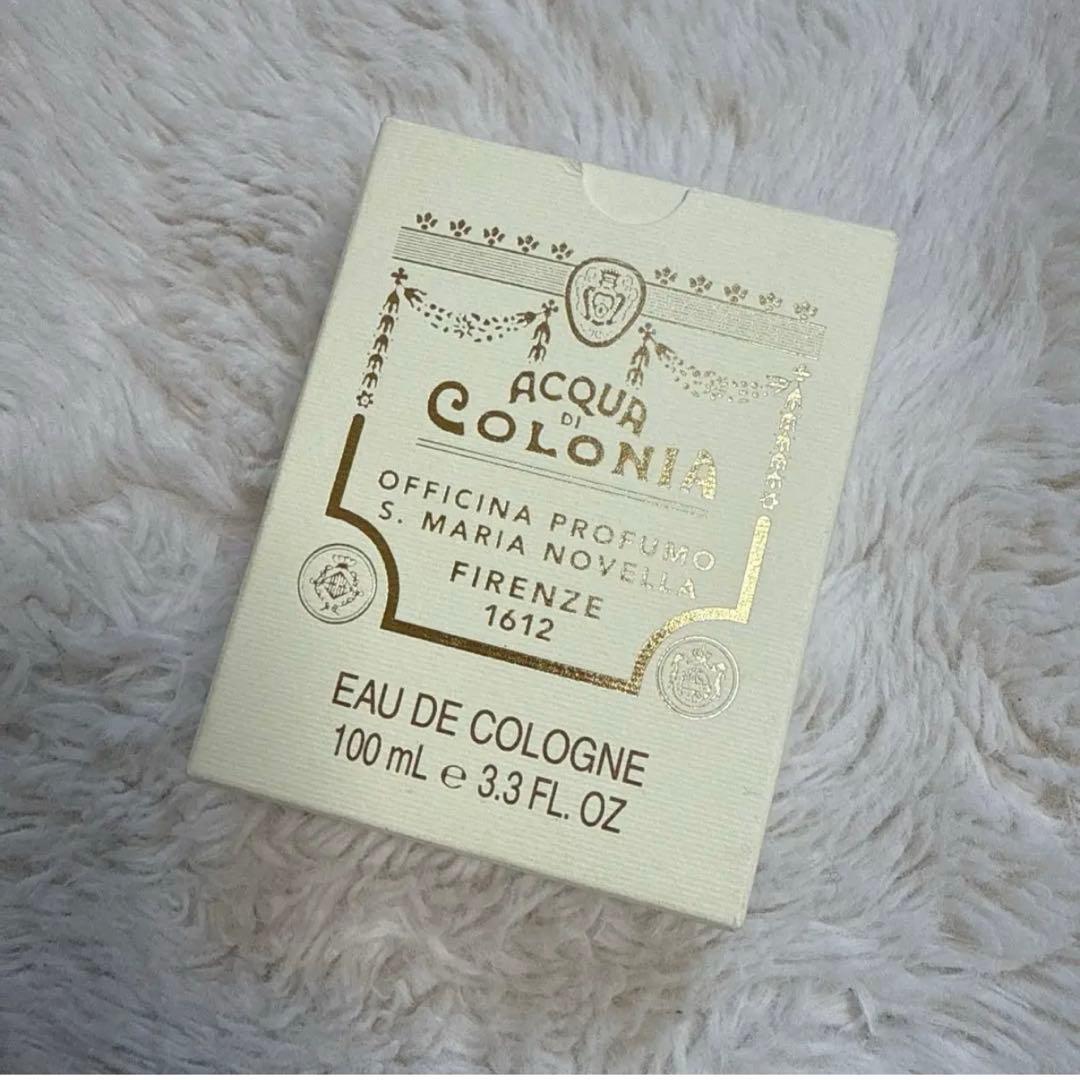 ACQUA
DI
COLONIA
OFFICINA PROFUMO
S. MARIA NOVELLA
FIRENZE
1612
EAU DE COLOGNE
100 mL ℮ 3.3 FL. OZ